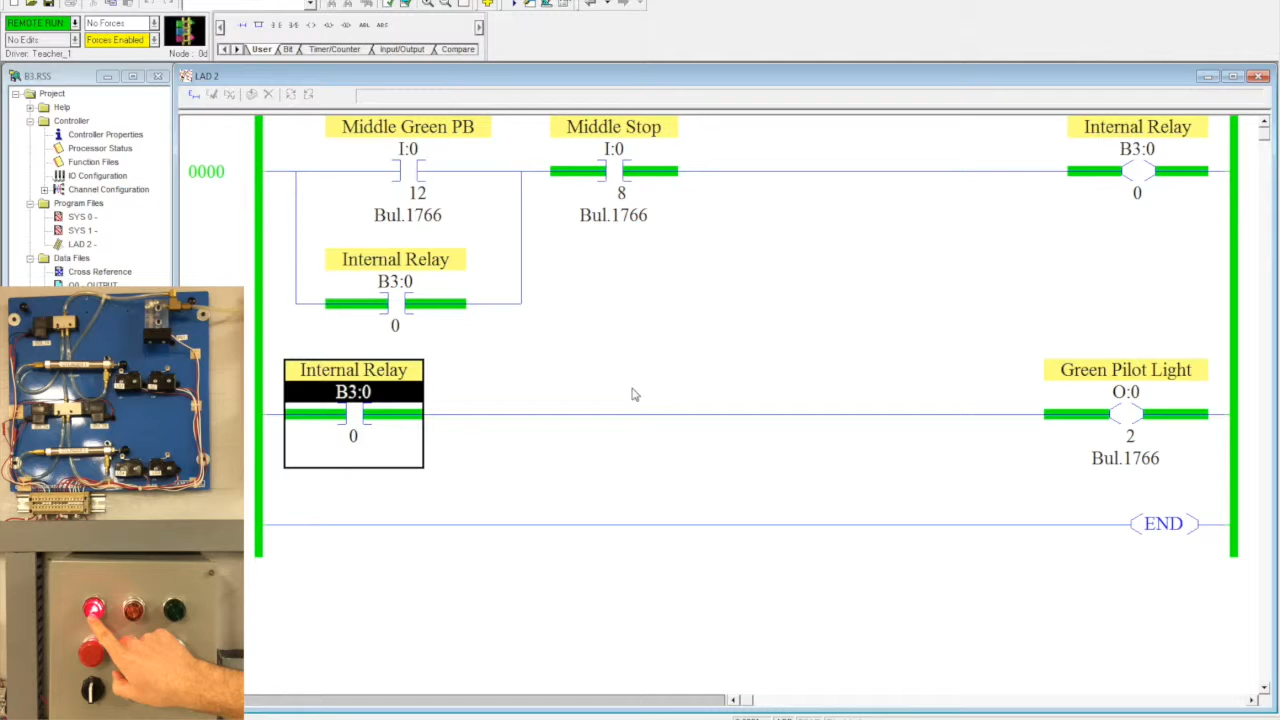 REMOTE RUN
No Forces
No Edits
Forces Enabled
Driver: Teacher_1
Node : 0d
User
Bit
Timer/Counter
Input/Output
Compare
B3.RSS
Project
Help
Controller
Controller Properties
Processor Status
Function Files
IO Configuration
Channel Configuration
Program Files
SYS 0 -
SYS 1 -
LAD 2 -
Data Files
Cross Reference
O0 - OUTPUT
LAD 2
0000
Middle Green PB
I:0
12
Bul.1766
Middle Stop
I:0
8
Bul.1766
Internal Relay
B3:0
0
Internal Relay
B3:0
0
Internal Relay
B3:0
0
Green Pilot Light
O:0
2
Bul.1766
END